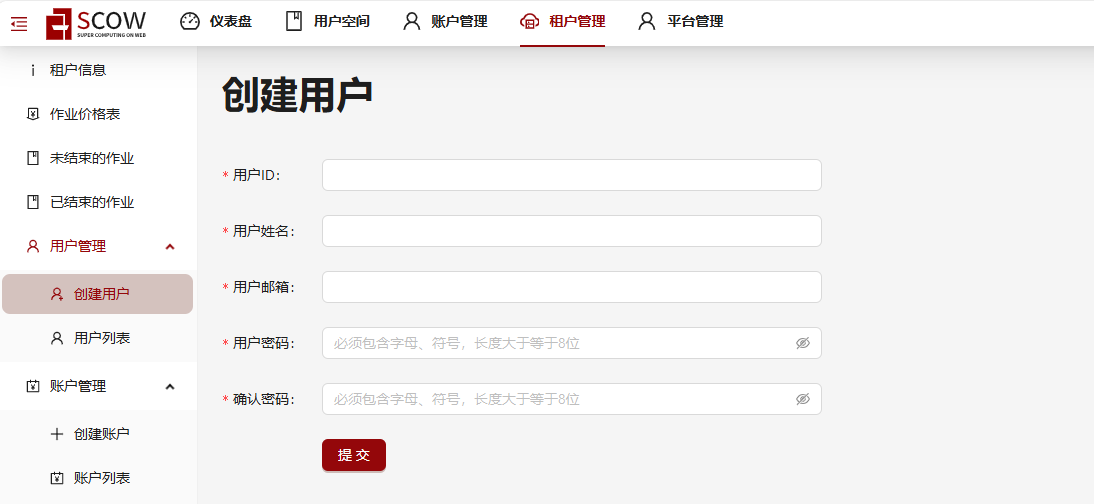 SCOW
SUPER COMPUTING ON WEB
仪表盘
用户空间
账户管理
租户管理
平台管理
租户信息
作业价格表
未结束的作业
已结束的作业
用户管理
创建用户
用户列表
账户管理
创建账户
账户列表
创建用户
* 用户ID：
* 用户姓名：
* 用户邮箱：
* 用户密码： 必须包含字母、符号，长度大于等于8位
* 确认密码： 必须包含字母、符号，长度大于等于8位
提 交